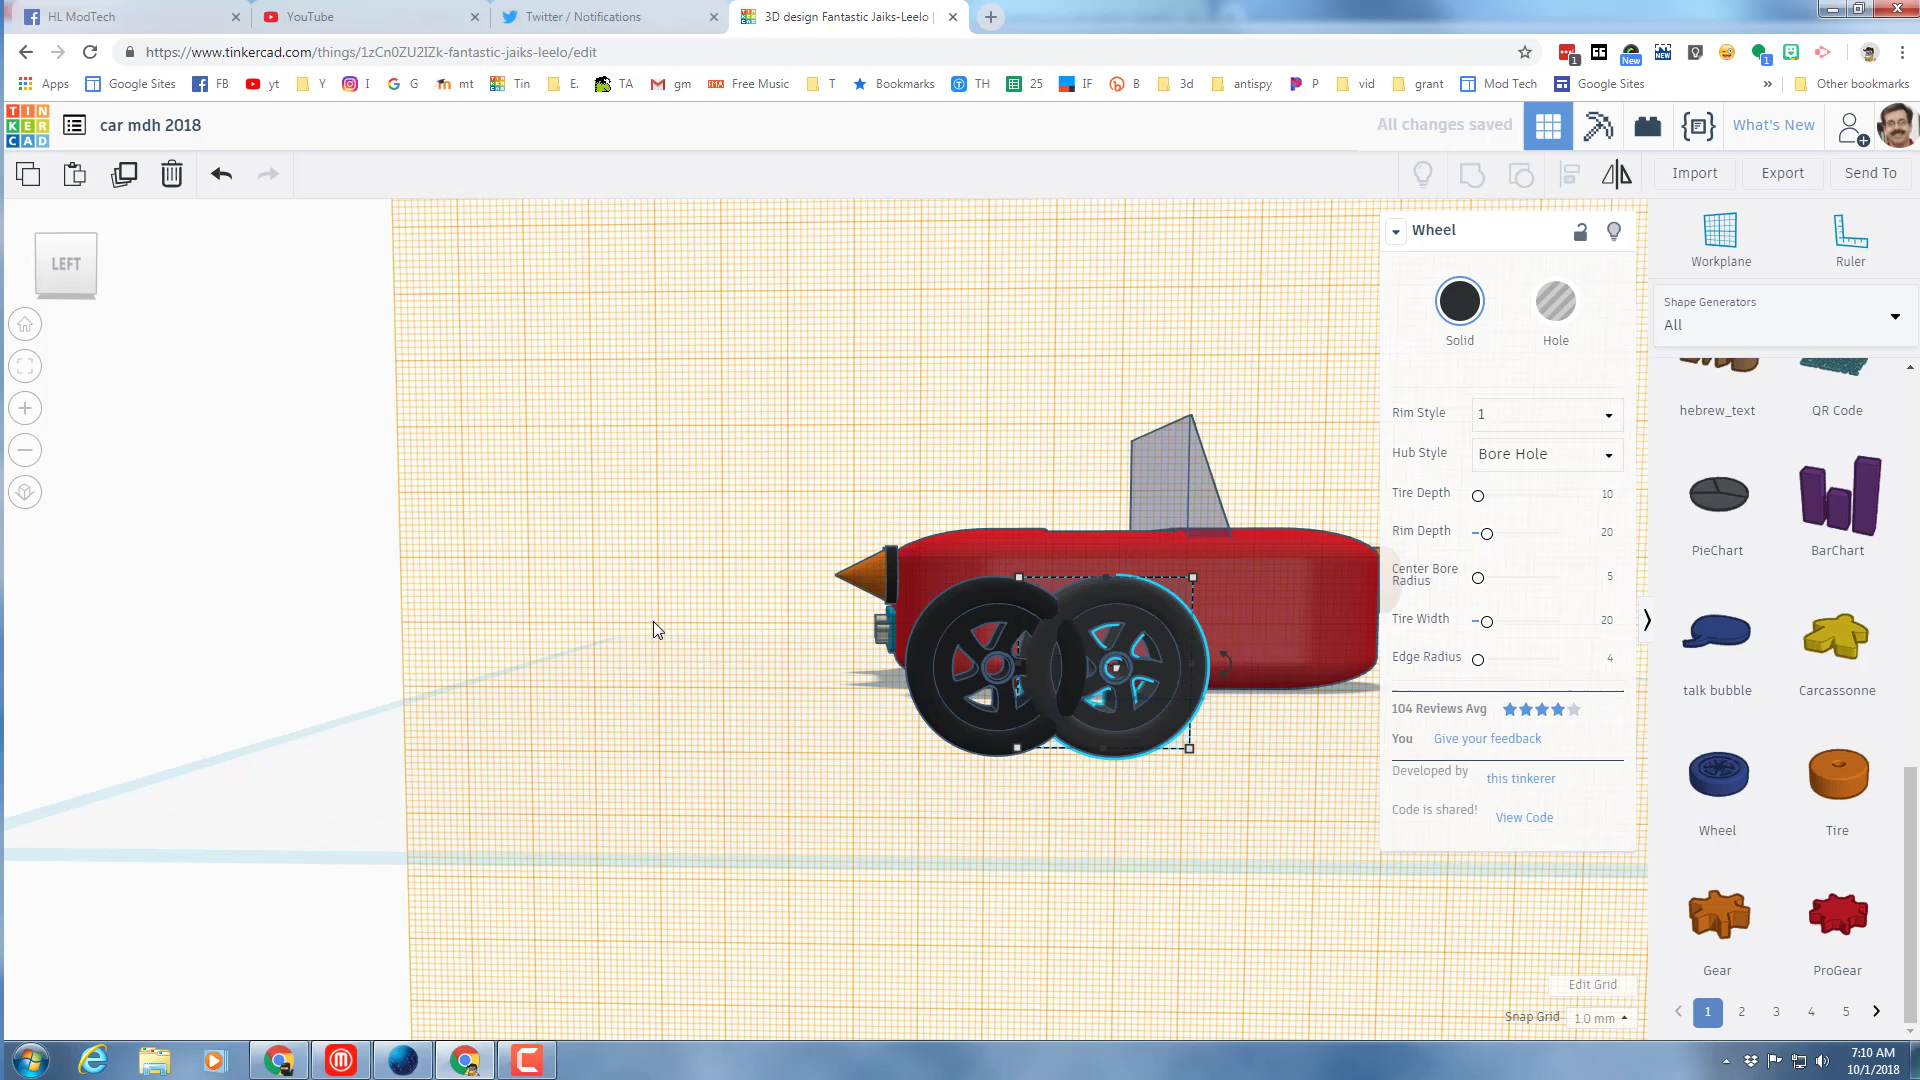 HL ModTech
YouTube
Twitter / Notifications
3D design Fantastic Jaiks-Leelo |
https://www.tinkercad.com/things/1zCn0ZU2IZk-fantastic-jaiks-leelo/edit
1
New
NEW
1
Apps
Google Sites
FB
yt
Y
I
G
mt
Tin
E.
TA
gm
Free Music
T
Bookmarks
TH
25
IF
B
3d
antispy
P
vid
grant
Mod Tech
Google Sites
»
Other bookmarks
TIN
KER
CAD
car mdh 2018
All changes saved
What's New
Import
Export
Send To
LEFT
Wheel
Solid
Hole
Rim Style
1
Hub Style
Bore Hole
Tire Depth
10
Rim Depth
20
Center Bore
Radius
5
Tire Width
20
Edge Radius
4
104 Reviews Avg
You
Give your feedback
Developed by
this tinkerer
Code is shared!
View Code
Workplane
Ruler
Shape Generators
All
hebrew_text
QR Code
PieChart
BarChart
talk bubble
Carcassonne
Wheel
Tire
Gear
ProGear
1 2 3 4 5
Edit Grid
Snap Grid
1.0 mm
7:10 AM
10/1/2018